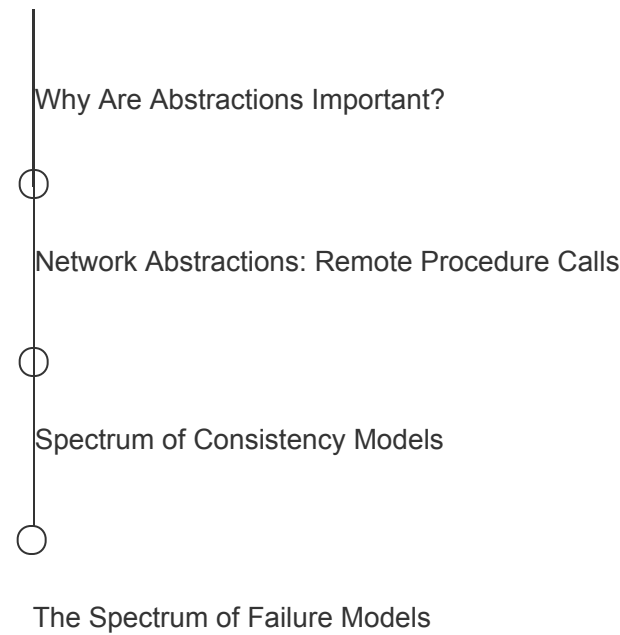 Why Are Abstractions Important?
Network Abstractions: Remote Procedure Calls
Spectrum of Consistency Models
The Spectrum of Failure Models